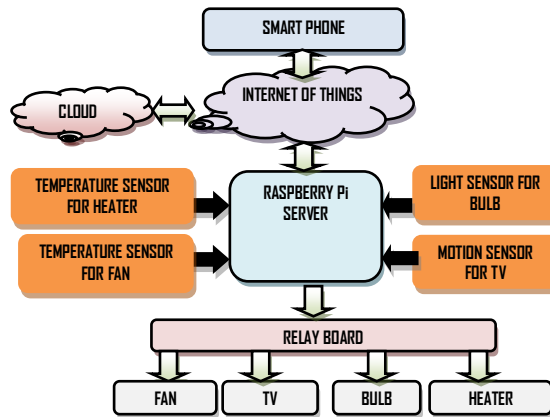 SMART PHONE
INTERNET OF
THINGS
CLOUD
TEMPERATURE SENSOR
FOR HEATER
RASPBERRY Pi
SERVER
LIGHT SENSOR FOR
BULB
TEMPERATURE SENSOR
FOR FAN
MOTION SENSOR
FOR TV
RELAY BOARD
FAN
TV
BULB
HEATER